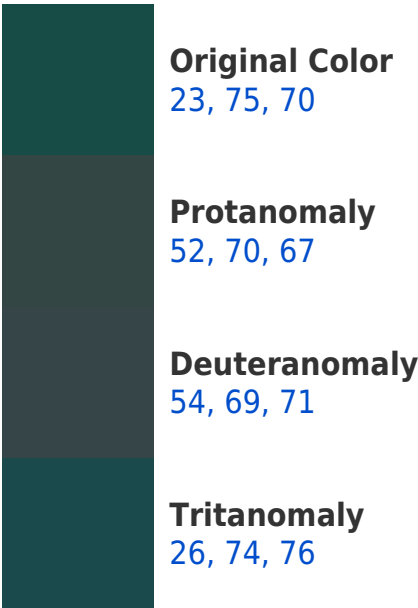 Original Color
23, 75, 70
Protanomaly
52, 70, 67
Deuteranomaly
54, 69, 71
Tritanomaly
26, 74, 76